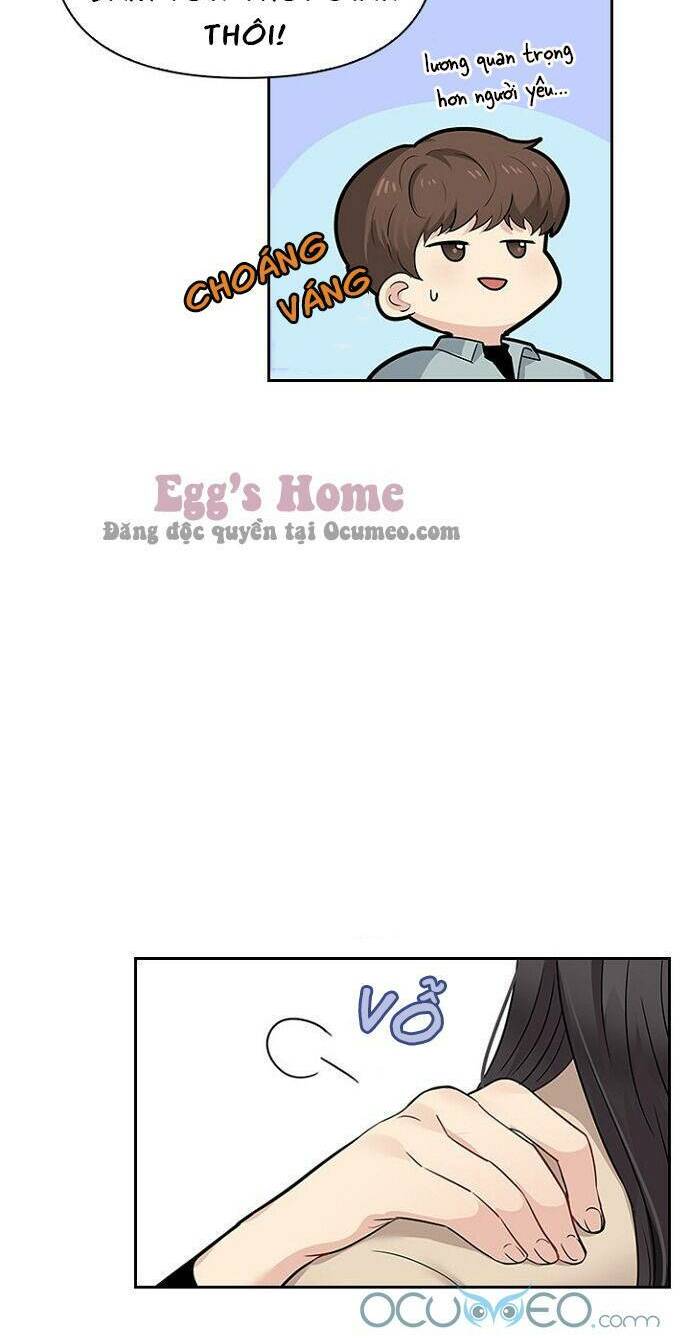 THÔI!
lương quan trọng
hơn người yêu...
CHOÁNG
VÁNG
Egg's Home
Đăng độc quyền tại Ocumeo.com
VỖ
OCUMEO.comm